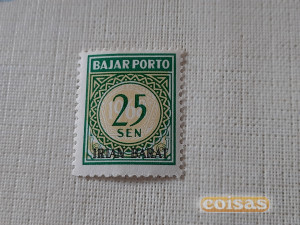 BAJAR PORTO
25
SEN
IRIAN BARAT
coisas